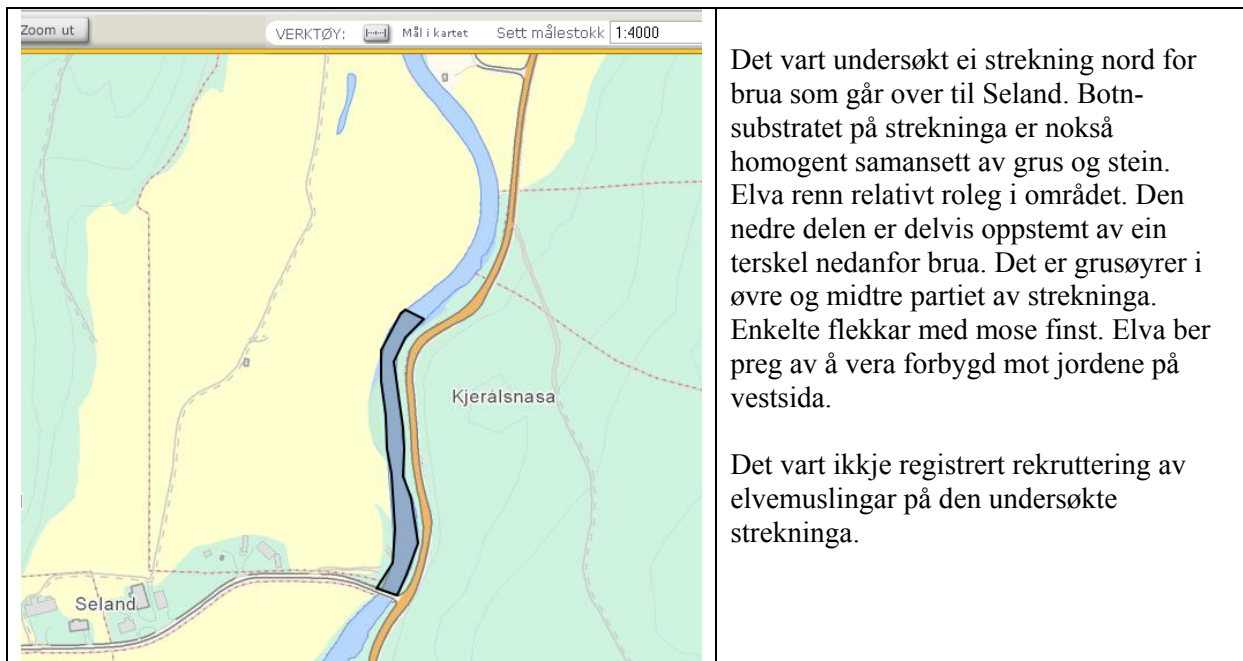 Zoom ut
VERKTØY: Mål i kartet Sett målestokk 1:4000
Kjerålsnasa
Seland
Det vart undersøkt ei strekning nord for
brua som går over til Seland. Botn-
substratet på strekninga er nokså
homogent samansett av grus og stein.
Elva renn relativt roleg i området. Den
nedre delen er delvis oppstemt av ein
terskel nedanfor brua. Det er grusøyrer i
øvre og midtre partiet av strekninga.
Enkelte flekkar med mose finst. Elva ber
preg av å vera forbygd mot jordene på
vestsida.
Det vart ikkje registrert rekruttering av
elvemuslingar på den undersøkte
strekninga.